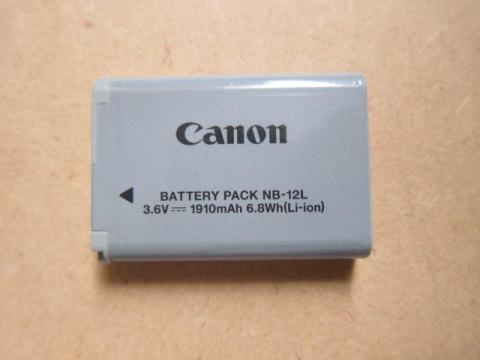 Canon
BATTERY PACK NB-12L
3.6V⎓ 1910mAh 6.8Wh(Li-ion)